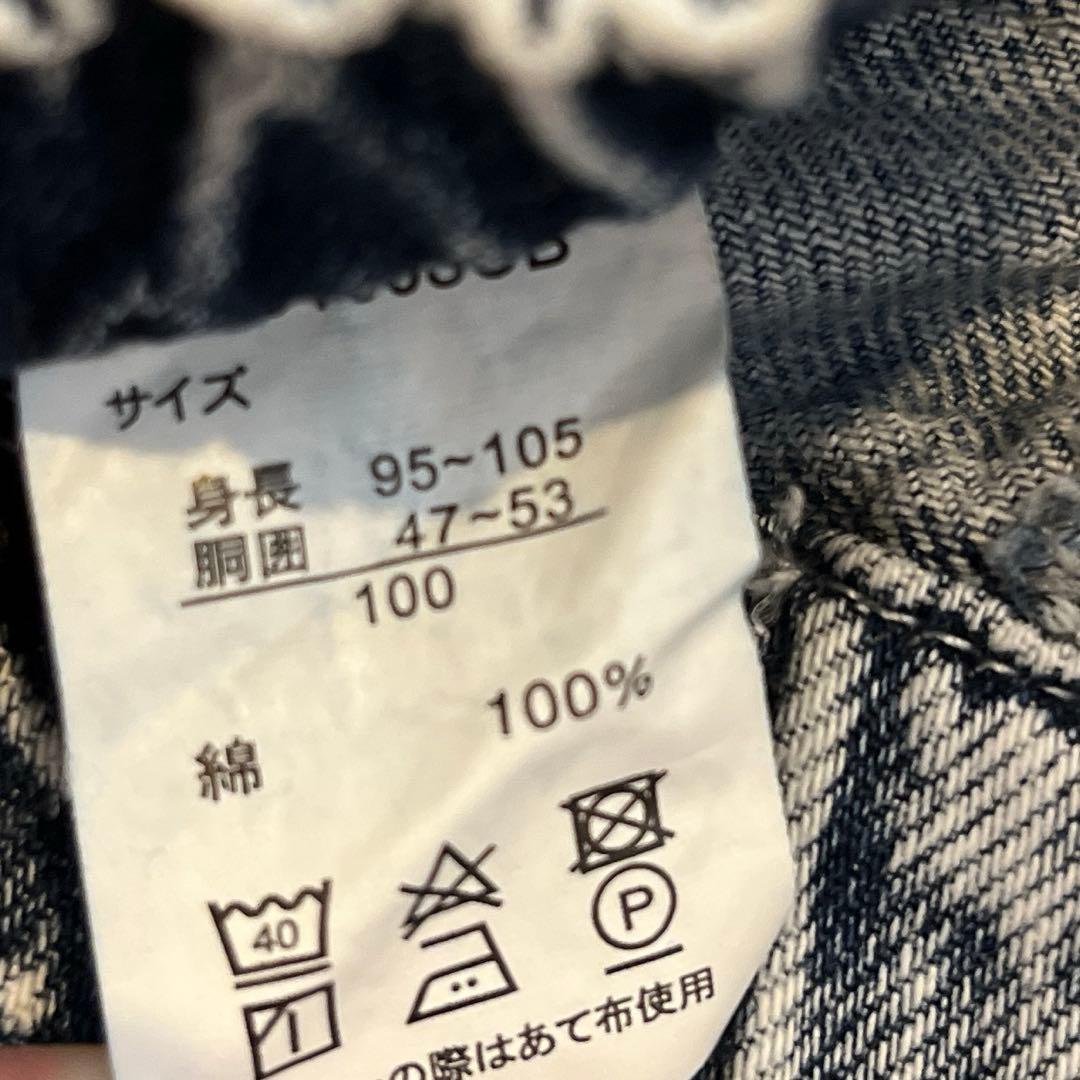 サイズ
身長 95~105
胴囲 47~53
100
綿 100%
40
P
の際はあて布使用